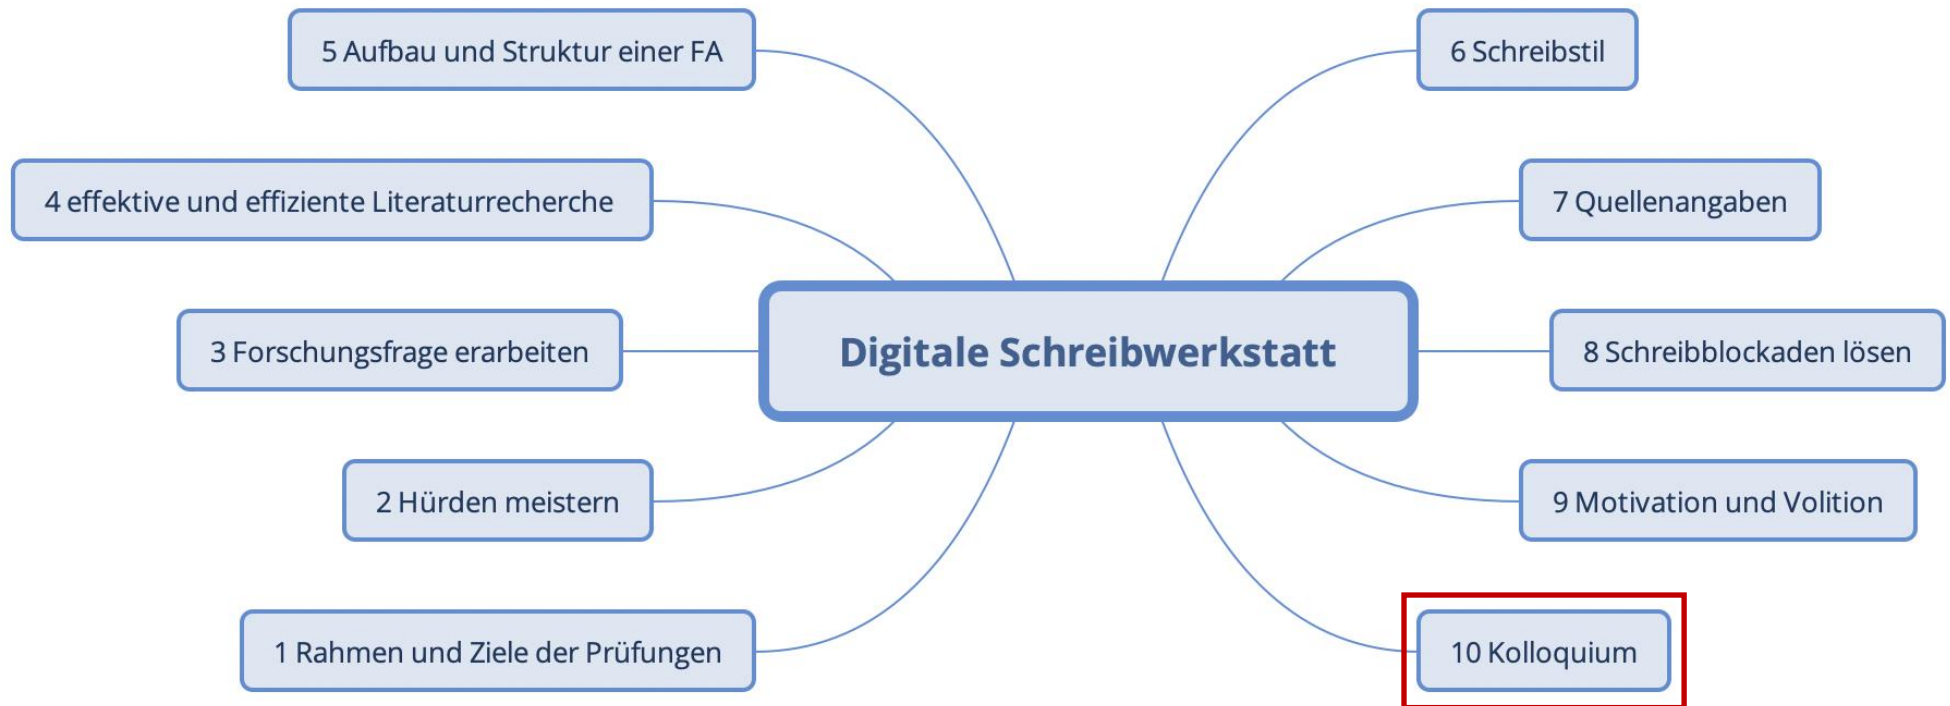 5 Aufbau und Struktur einer FA
6 Schreibstil
4 effektive und effiziente Literaturrecherche
7 Quellenangaben
3 Forschungsfrage erarbeiten
Digitale Schreibwerkstatt
8 Schreibblockaden lösen
2 Hürden meistern
9 Motivation und Volition
1 Rahmen und Ziele der Prüfungen
10 Kolloquium